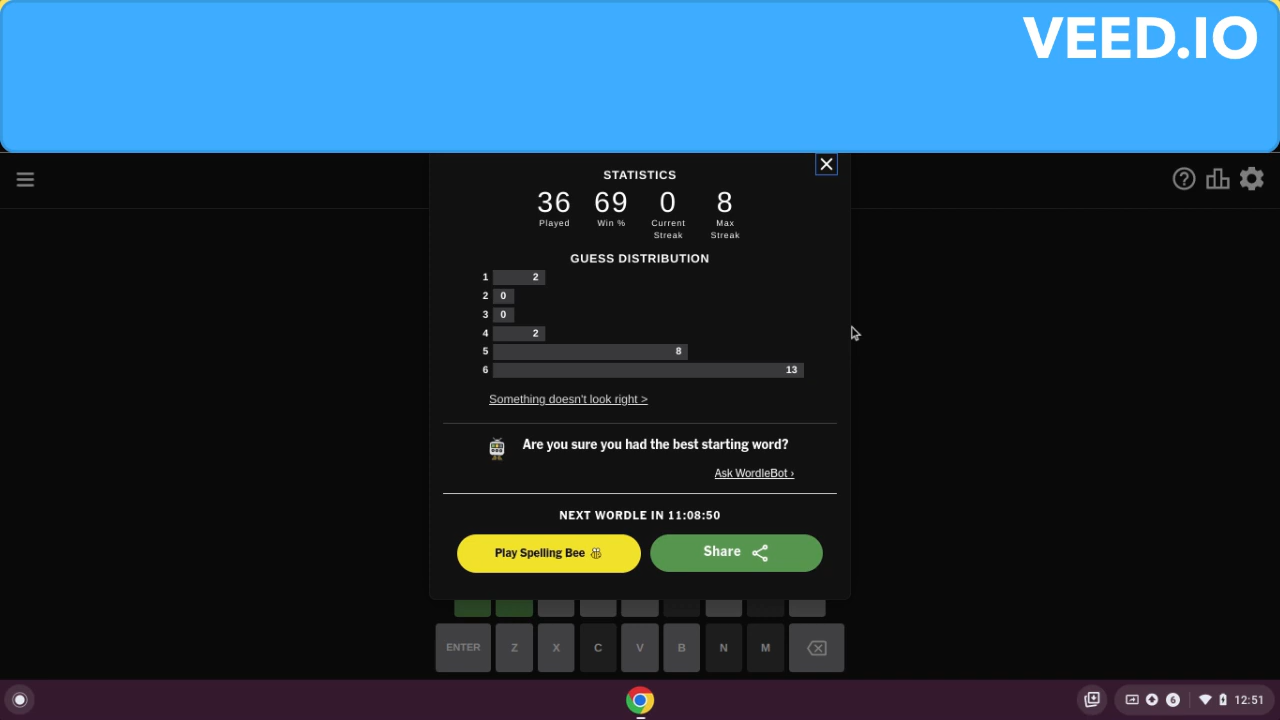 VEED.IO
STATISTICS
36 69 0 8
Played Win % Current Streak Max Streak
GUESS DISTRIBUTION
1 2
2 0
3 0
4 2
5 8
6 13
Something doesn't look right >
Are you sure you had the best starting word?
Ask WordleBot ›
NEXT WORDLE IN 11:08:50
Play Spelling Bee
Share
ENTER Z X C V B N M
6 12:51